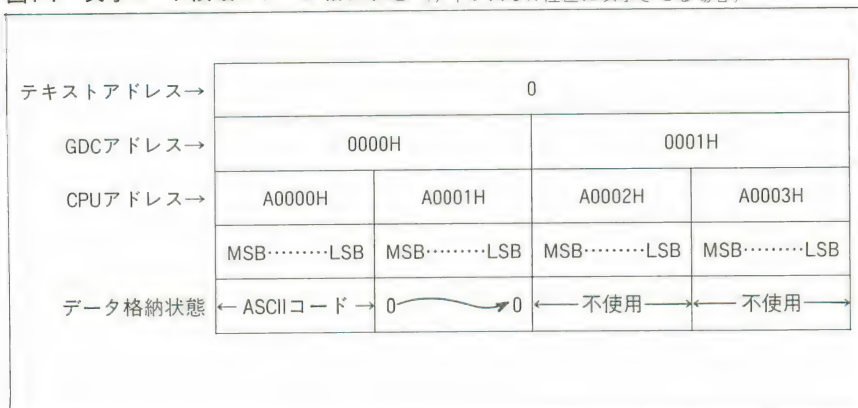 テキストアドレス→ 0
GDCアドレス→ 0000H 0001H
CPUアドレス→ A0000H A0001H A0002H A0003H
MSB………LSB MSB………LSB MSB………LSB MSB………LSB
データ格納状態 ←ASCIIコード→ 0 0 ←不使用→ ←不使用→